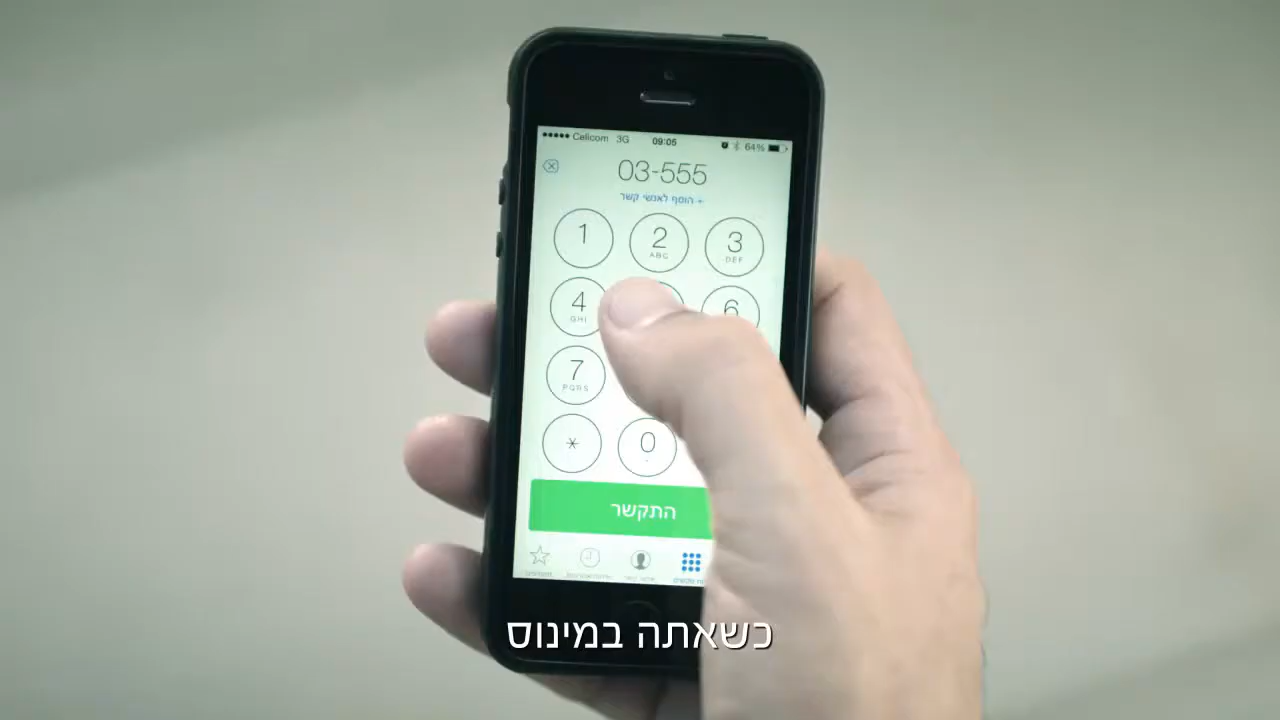 Cellcom 3G 09:05 64%
03-555
+ הוסף לאנשי קשר
1 2 3
ABC DEF
4 6
GHI
7
PQRS
* 0
התקשר
כשאתה במינוס